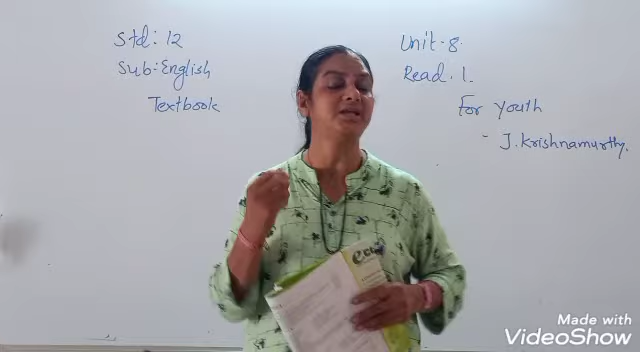 Std: 12
Sub: English
Textbook
Unit - 8.
Read. 1.
For Youth
- J. Krishnamurthy.
Made with
VideoShow